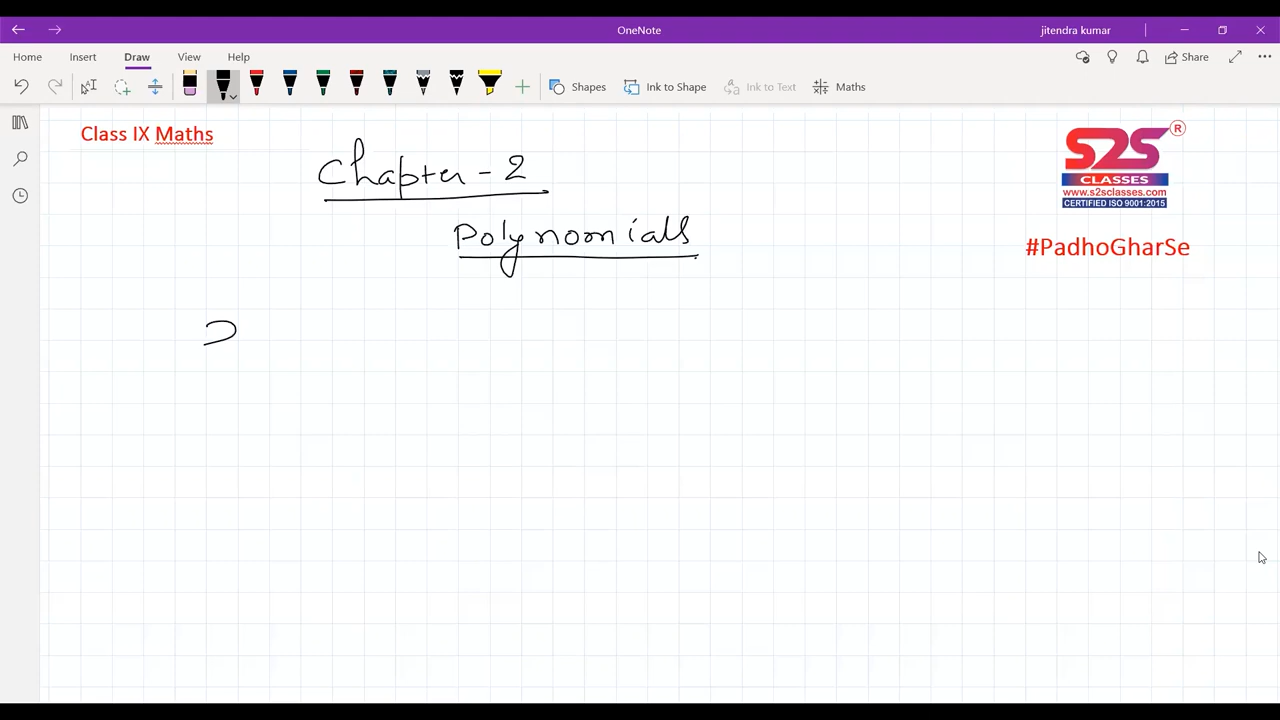 OneNote
jitendra kumar
Home Insert Draw View Help
Share
Shapes Ink to Shape Ink to Text Maths
Class IX Maths
Chapter - 2
Polynomials
S2S R
CLASSES
www.s2sclasses.com
CERTIFIED ISO 9001:2015
#PadhoGharSe